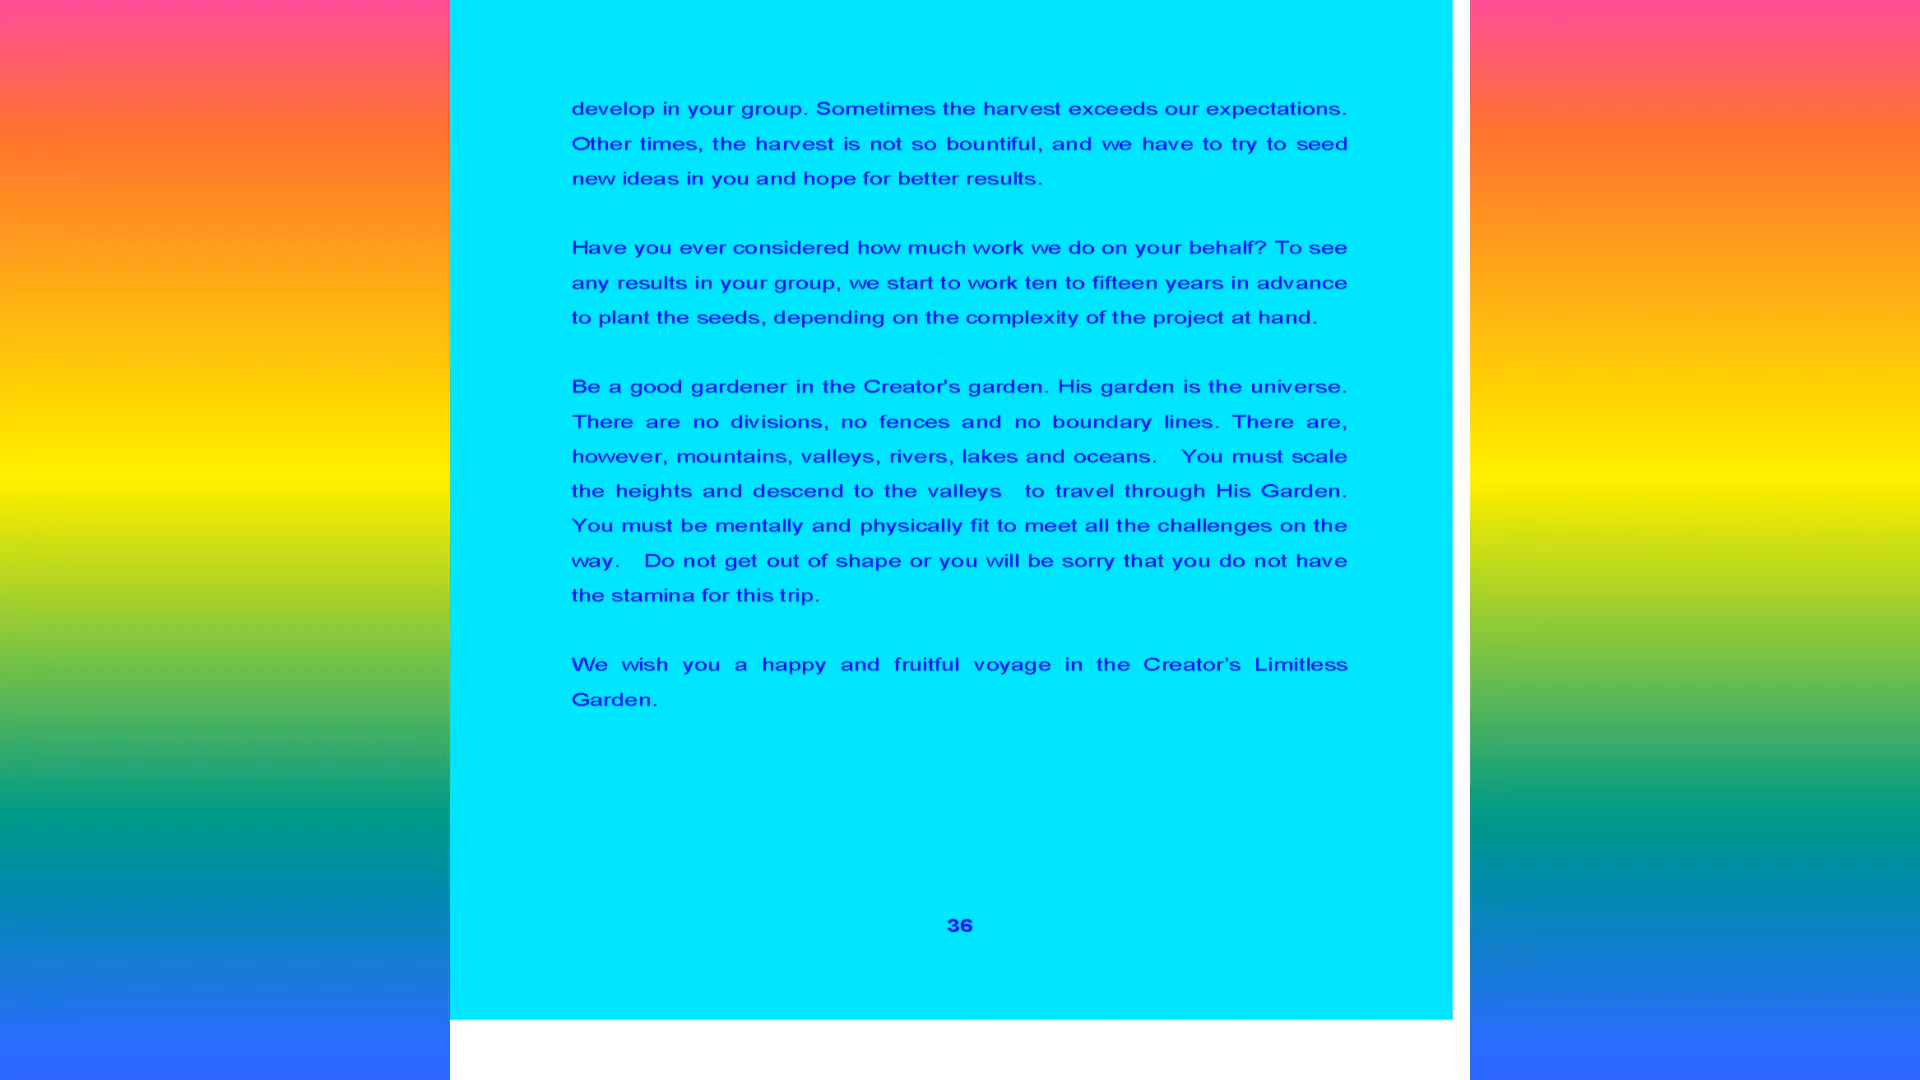 develop in your group. Sometimes the harvest exceeds our expectations.
Other times, the harvest is not so bountiful, and we have to try to seed
new ideas in you and hope for better results.
Have you ever considered how much work we do on your behalf? To see
any results in your group, we start to work ten to fifteen years in advance
to plant the seeds, depending on the complexity of the project at hand.
Be a good gardener in the Creator's garden. His garden is the universe.
There are no divisions, no fences and no boundary lines. There are,
however, mountains, valleys, rivers, lakes and oceans. You must scale
the heights and descend to the valleys to travel through His Garden.
You must be mentally and physically fit to meet all the challenges on the
way. Do not get out of shape or you will be sorry that you do not have
the stamina for this trip.
We wish you a happy and fruitful voyage in the Creator’s Limitless
Garden.
36